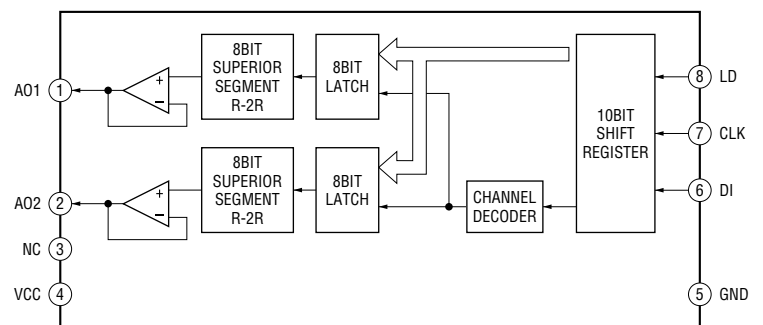 8BIT
SUPERIOR
SEGMENT
R-2R
8BIT
LATCH
10BIT
SHIFT
REGISTER
AO1 1
+
−
8 LD
7 CLK
6 DI
8BIT
SUPERIOR
SEGMENT
R-2R
8BIT
LATCH
CHANNEL
DECODER
AO2 2
+
−
NC 3
VCC 4
5 GND